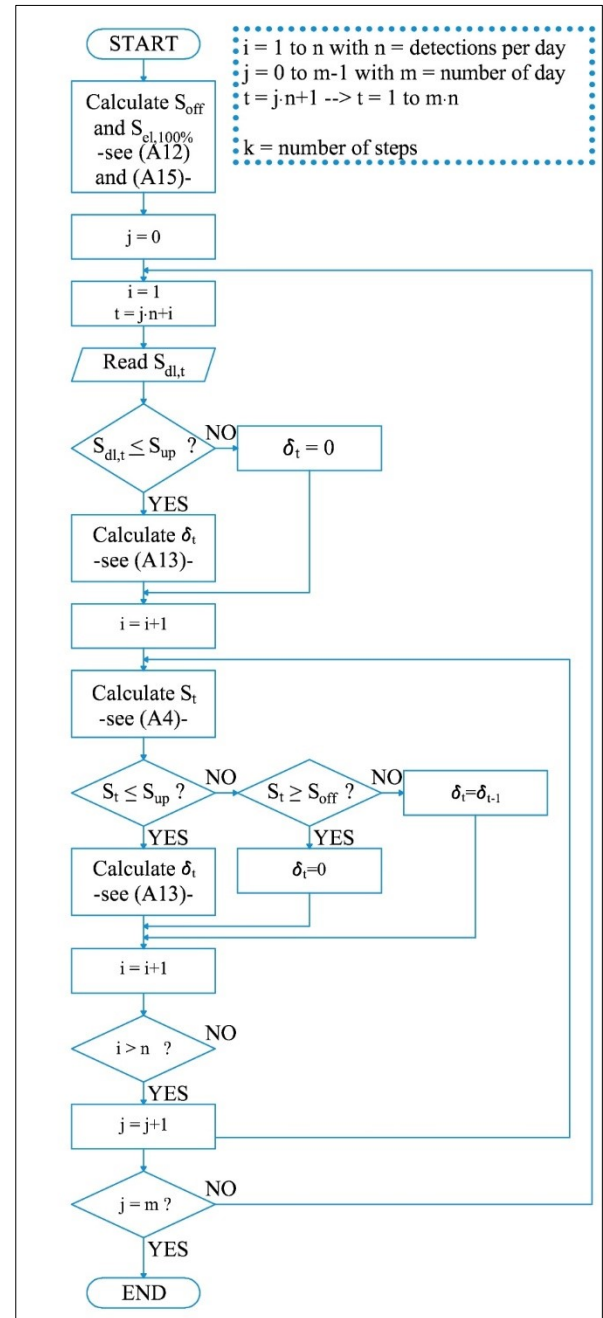 START
i = 1 to n with n = detections per day
j = 0 to m-1 with m = number of day
t = j·n+1 --> t = 1 to m·n
k = number of steps
Calculate S_off
and S_el,100%
-see (A12)
and (A15)-
j = 0
i = 1
t = j·n+i
Read S_dl,t
S_dl,t ≤ S_up ?
NO
δ_t = 0
YES
Calculate δ_t
-see (A13)-
i = i+1
Calculate S_t
-see (A4)-
S_t ≤ S_up ?
NO
S_t ≥ S_off ?
NO
δ_t=δ_t-1
YES
YES
Calculate δ_t
-see (A13)-
δ_t=0
i = i+1
i > n ?
NO
YES
j = j+1
j = m ?
NO
YES
END